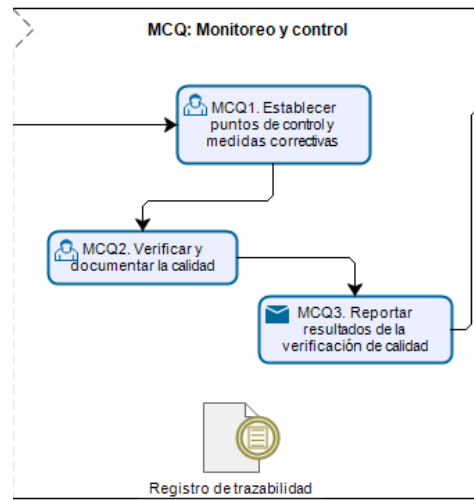 MCQ: Monitoreo y control
MCQ1. Establecer
puntos de control y
medidas correctivas
MCQ2. Verificar y
documentar la calidad
MCQ3. Reportar
resultados de la
verificación de calidad
Registro de trazabilidad